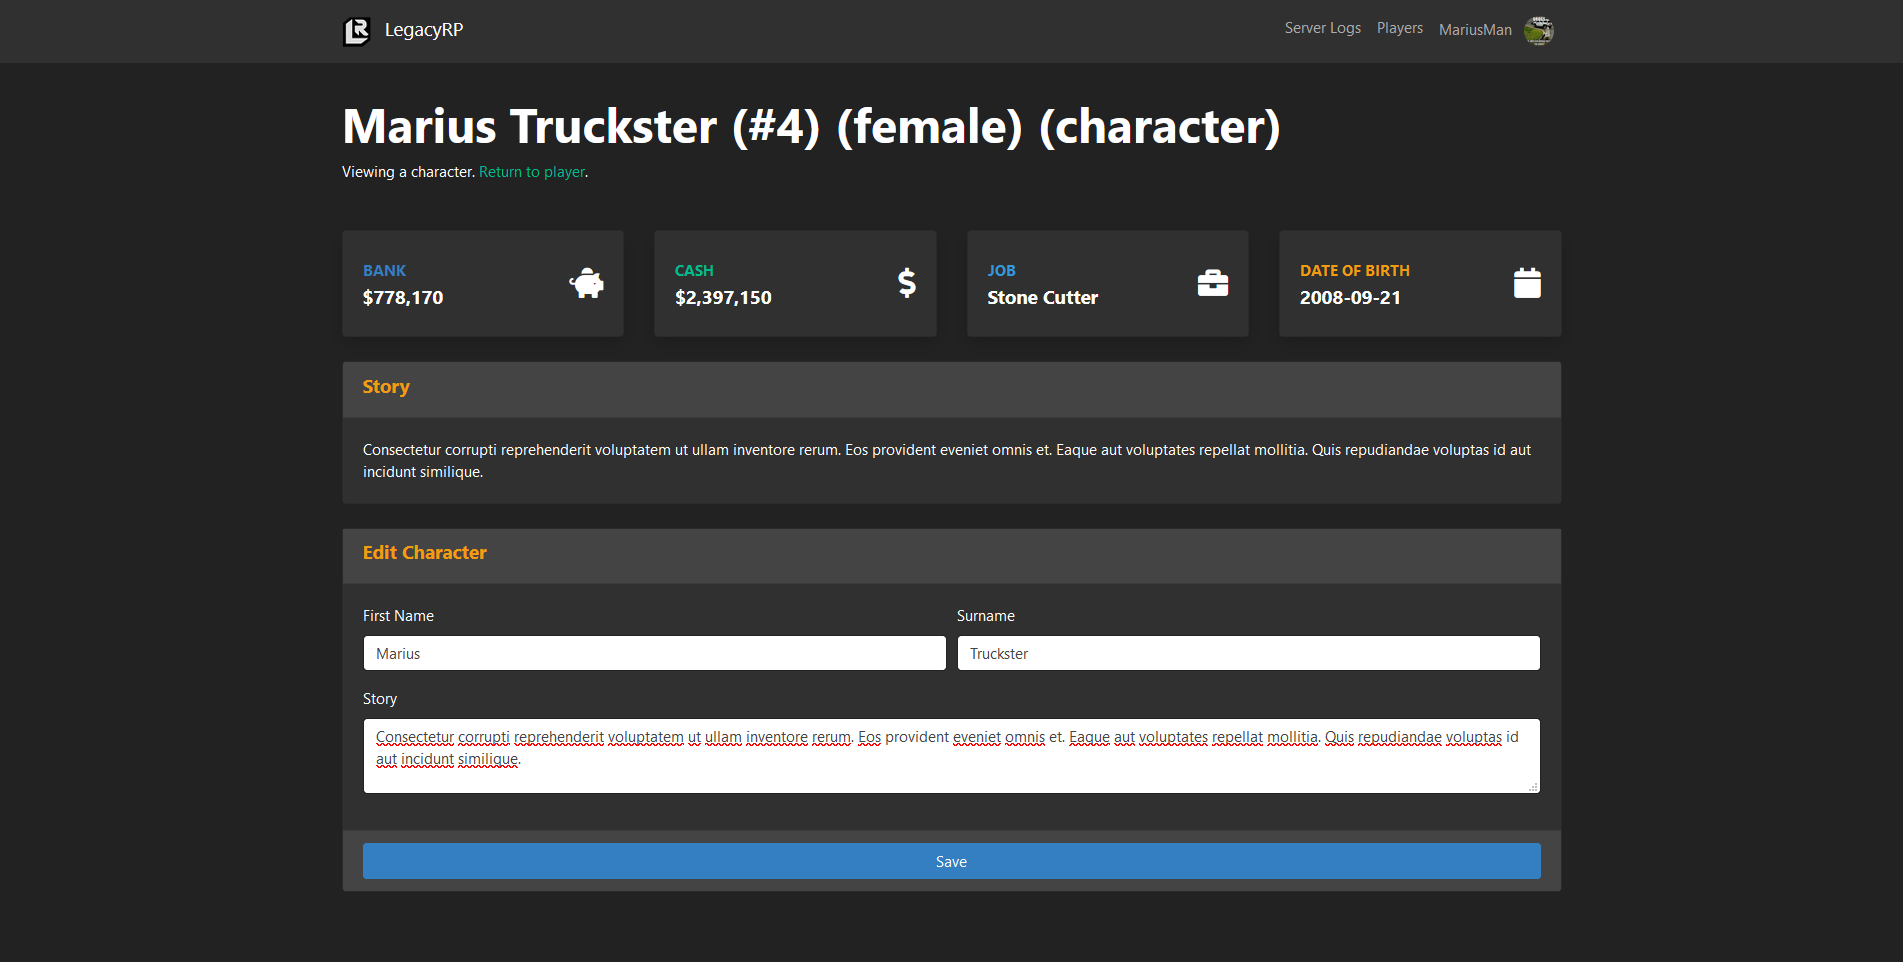 LegacyRP
Server Logs
Players
MariusMan
Marius Truckster (#4) (female) (character)
Viewing a character. Return to player.
BANK
$778,170
CASH
$2,397,150
JOB
Stone Cutter
DATE OF BIRTH
2008-09-21
Story
Consectetur corrupti reprehenderit voluptatem ut ullam inventore rerum. Eos provident eveniet omnis et. Eaque aut voluptates repellat mollitia. Quis repudiandae voluptas id aut
incidunt similique.
Edit Character
First Name
Surname
Marius
Truckster
Story
Consectetur corrupti reprehenderit voluptatem ut ullam inventore rerum. Eos provident eveniet omnis et. Eaque aut voluptates repellat mollitia. Quis repudiandae voluptas id
aut incidunt similique.
Save